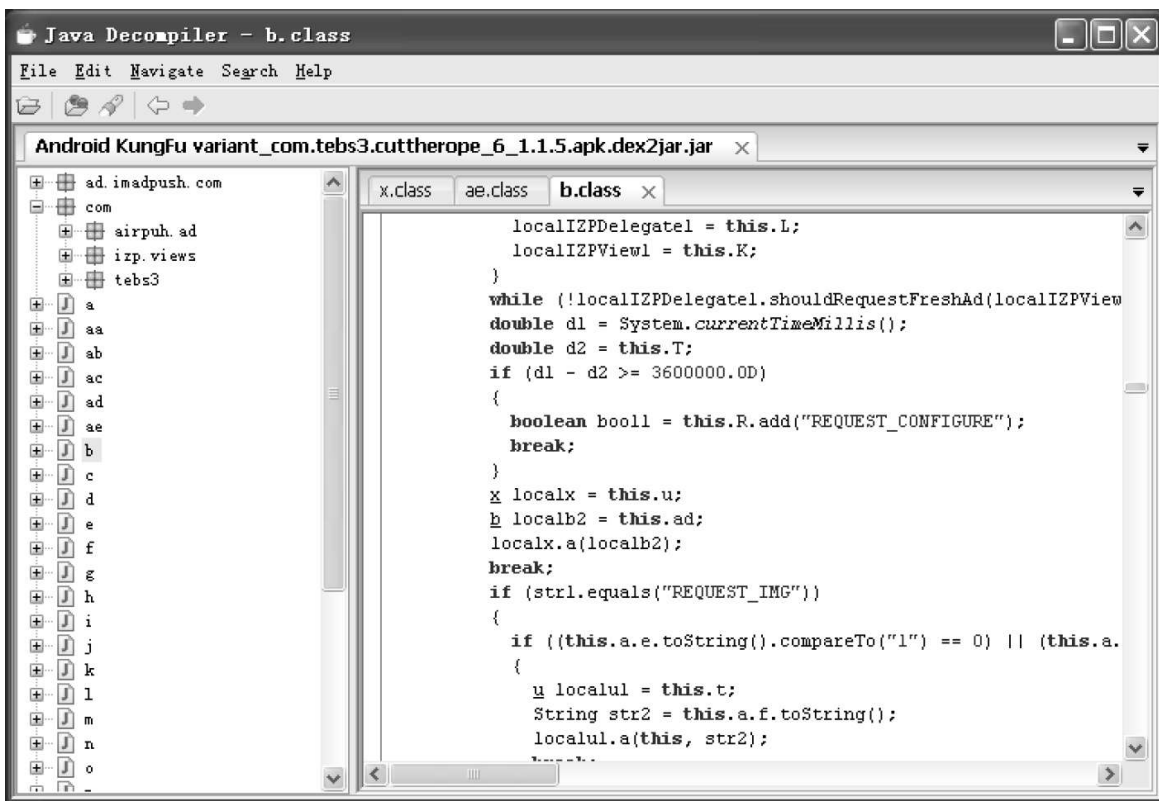 Java Decompiler - b.class
File Edit Navigate Search Help
Android KungFu variant_com.tebs3.cuttherope_6_1.1.5.apk.dex2jar.jar
ad.imadpush.com
com
airpuh.ad
izp.views
tebs3
a
aa
ab
ac
ad
ae
b
c
d
e
f
g
h
i
j
k
l
m
n
o
x.class ae.class b.class
localIZPDelegate1 = this.L;
localIZPView1 = this.K;
}
while (!localIZPDelegate1.shouldRequestFreshAd(localIZPView
double d1 = System.currentTimeMillis();
double d2 = this.T;
if (d1 - d2 >= 3600000.0D)
{
boolean bool1 = this.R.add("REQUEST_CONFIGURE");
break;
}
x localx = this.u;
b localb2 = this.ad;
localx.a(localb2);
break;
if (str1.equals("REQUEST_IMG"))
{
if ((this.a.e.toString().compareTo("1") == 0) || (this.a.
{
u localu1 = this.t;
String str2 = this.a.f.toString();
localu1.a(this, str2);